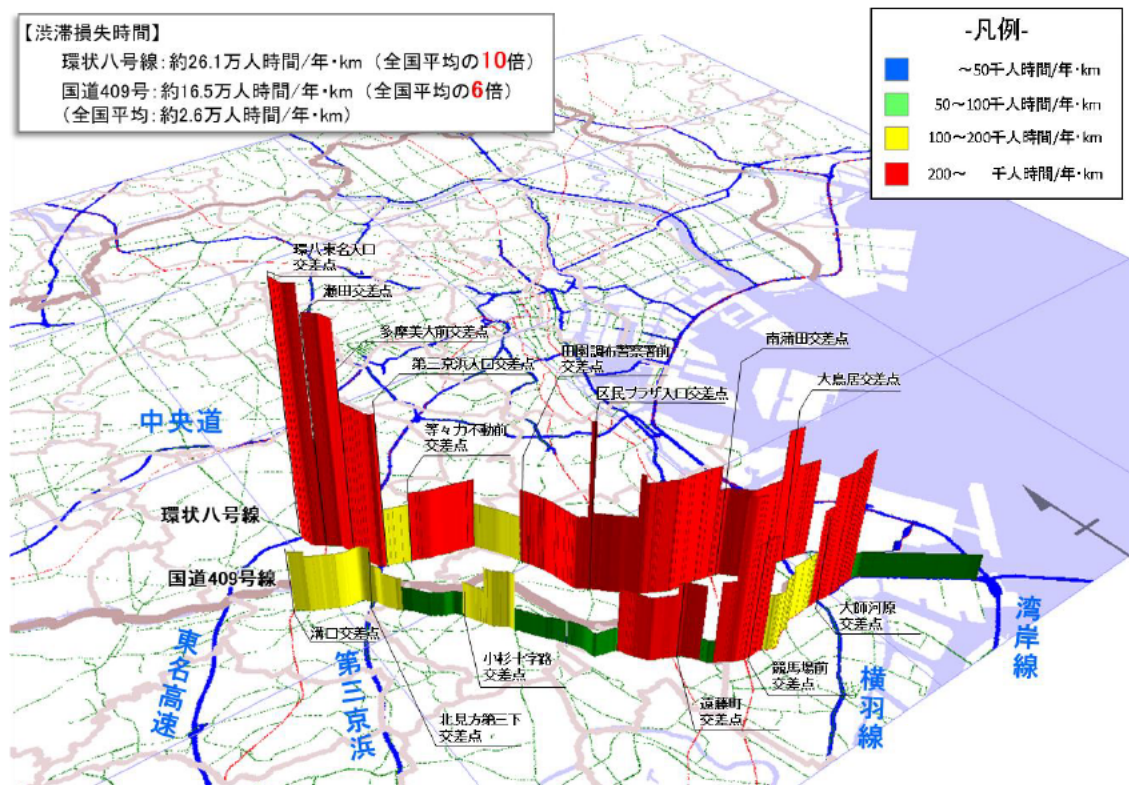 【渋滞損失時間】
環状八号線:約26.1万人時間/年・km(全国平均の10倍)
国道409号:約16.5万人時間/年・km(全国平均の6倍)
(全国平均:約2.6万人時間/年・km)
-凡例-
~50千人時間/年・km
50~100千人時間/年・km
100~200千人時間/年・km
200~ 千人時間/年・km
環八東名入口
交差点
瀬田交差点
多摩美大前交差点
第三京浜入口交差点
田園調布警察署前
交差点
南蒲田交差点
区民プラザ入口交差点
大鳥居交差点
等々力不動前
交差点
中央道
環状八号線
国道409号線
溝口交差点
東名高速
第三京浜
北見方第三下
交差点
小杉十字路
交差点
遠藤町
交差点
競馬場前
交差点
大師河原
交差点
横羽線
湾岸線